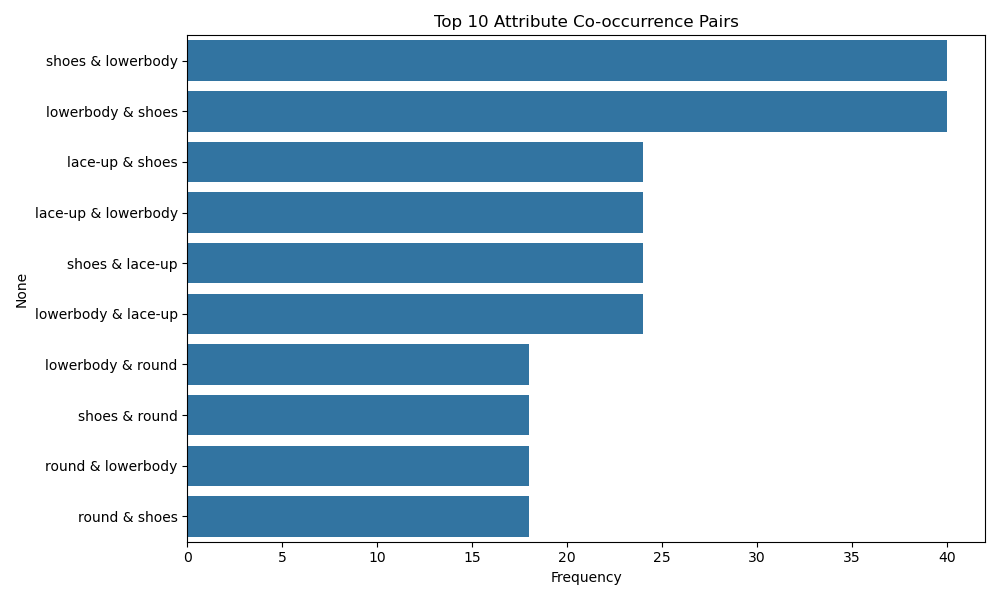 Top 10 Attribute Co-occurrence Pairs
shoes & lowerbody
lowerbody & shoes
lace-up & shoes
lace-up & lowerbody
shoes & lace-up
lowerbody & lace-up
lowerbody & round
shoes & round
round & lowerbody
round & shoes
None
0 5 10 15 20 25 30 35 40
Frequency